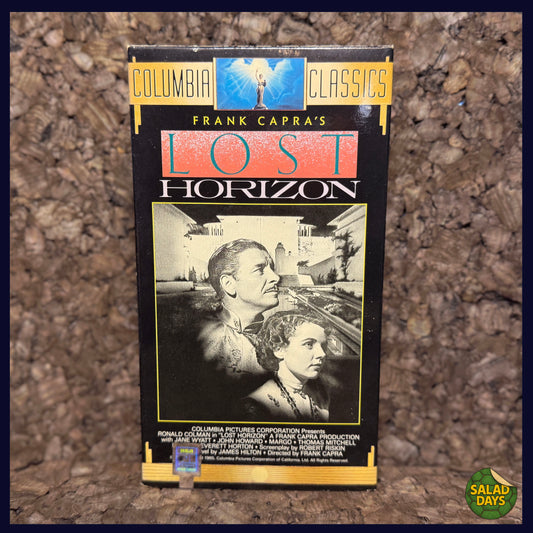 COLUMBIA CLASSICS
FRANK CAPRA'S
LOST
HORIZON
COLUMBIA PICTURES CORPORATION Presents
RONALD COLMAN in "LOST HORIZON" A FRANK CAPRA PRODUCTION
with JANE WYATT • JOHN HOWARD • MARGO • THOMAS MITCHELL
EVERETT HORTON • Screenplay by ROBERT RISKIN
by JAMES HILTON • Directed by FRANK CAPRA
Columbia Pictures Corporation of California, Ltd. All Rights Reserved.
SALAD
DAYS